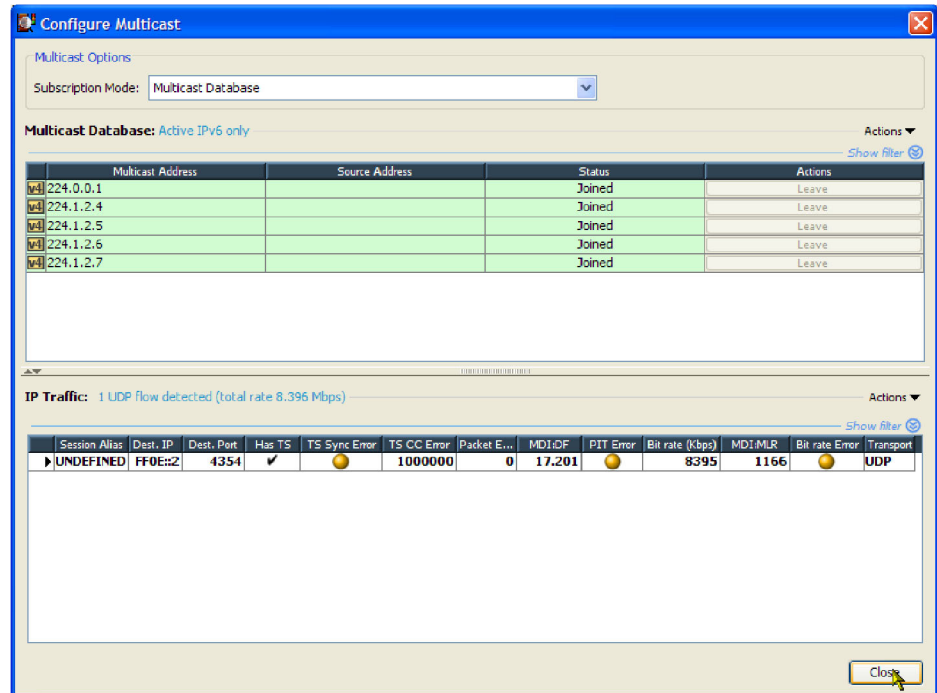 Configure Multicast
Multicast Options
Subscription Mode: Multicast Database
Multicast Database: Active IPv6 only Actions
Show filter
Multicast Address Source Address Status Actions
v4 224.0.0.1 Joined Leave
v4 224.1.2.4 Joined Leave
v4 224.1.2.5 Joined Leave
v4 224.1.2.6 Joined Leave
v4 224.1.2.7 Joined Leave
IP Traffic: 1 UDP flow detected (total rate 8.396 Mbps) Actions
Show filter
Session Alias Dest. IP Dest. Port Has TS TS Sync Error TS CC Error Packet E... MDI:DF PIT Error Bit rate (Kbps) MDI:MLR Bit rate Error Transport
UNDEFINED FF0E::2 4354 ✔ 1000000 0 17.201 8395 1166 UDP
Close